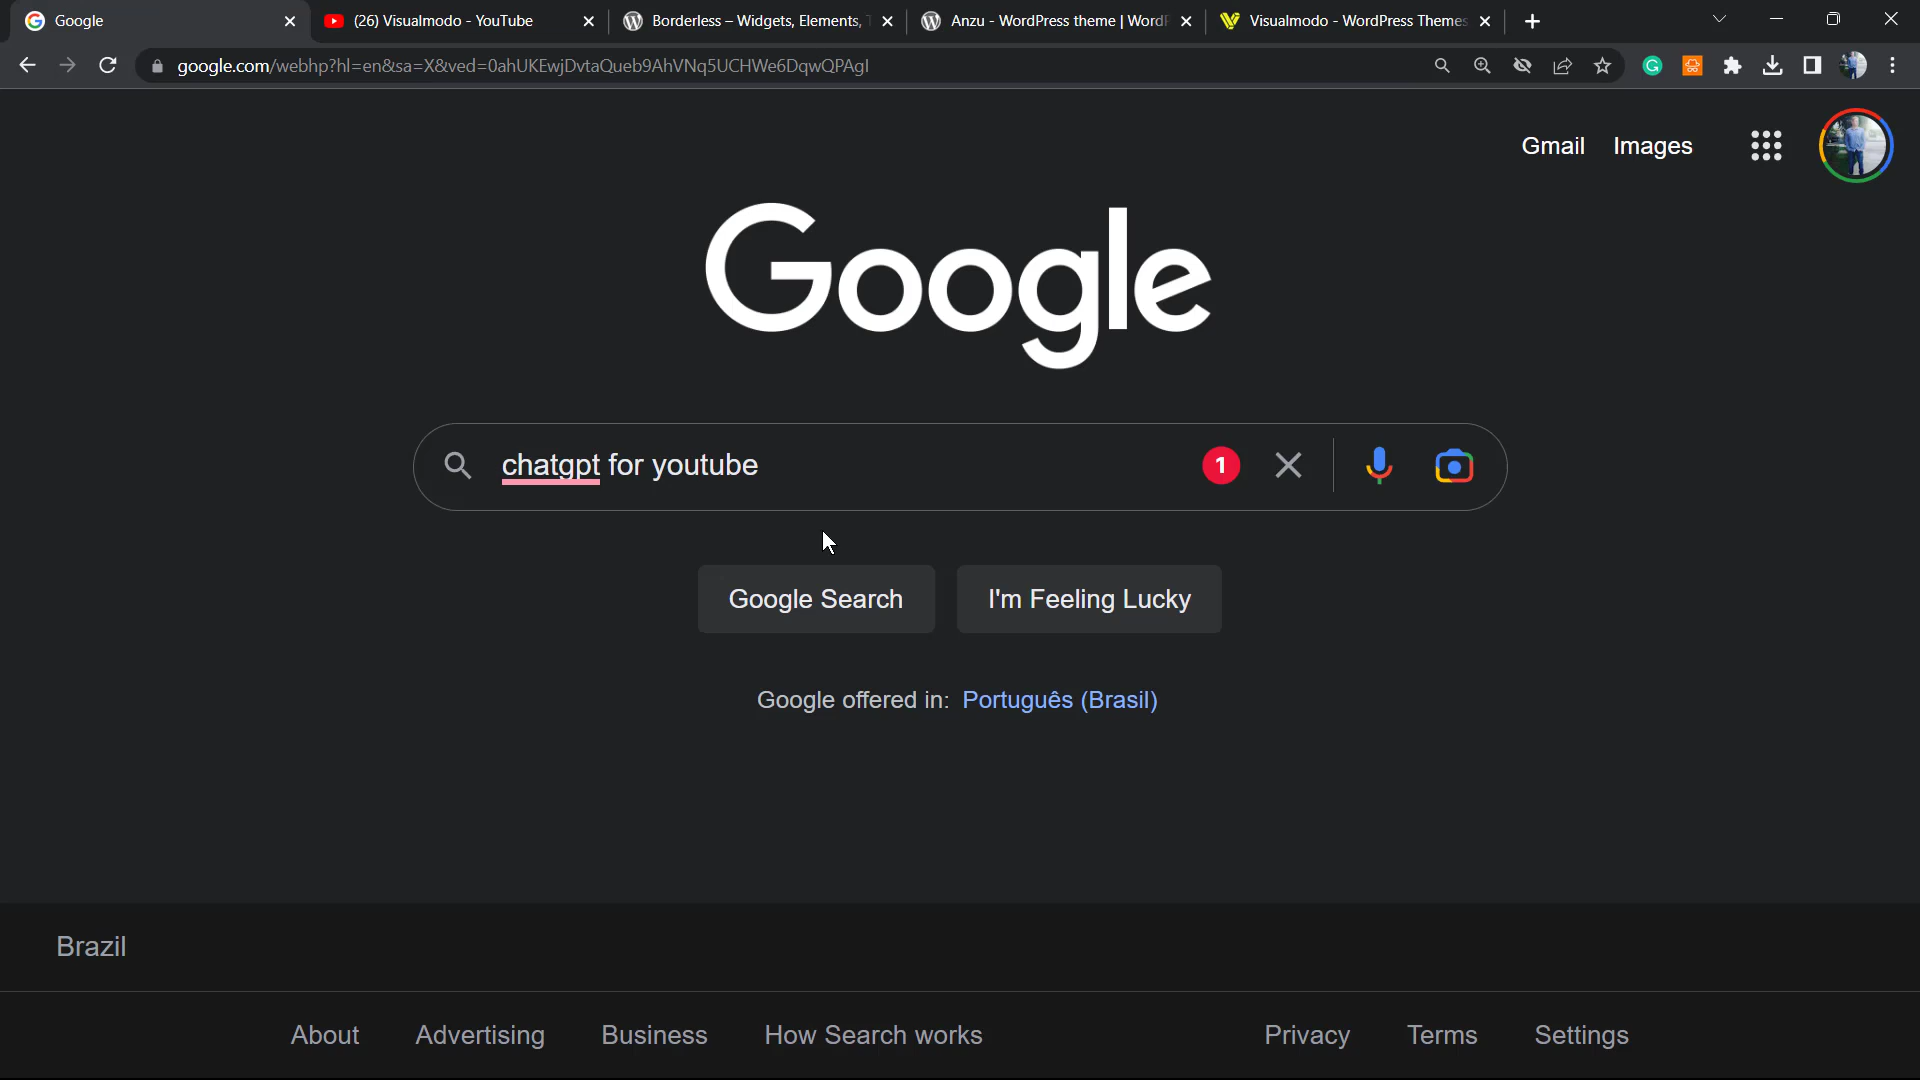 Google
(26) Visualmodo - YouTube
Borderless – Widgets, Elements,
Anzu - WordPress theme | Word
Visualmodo - WordPress Themes
google.com/webhp?hl=en&sa=X&ved=0ahUKEwjDvtaQueb9AhVNq5UCHWe6DqwQPAgI
Gmail Images
Google
chatgpt for youtube
1
Google Search
I'm Feeling Lucky
Google offered in: Português (Brasil)
Brazil
About Advertising Business How Search works Privacy Terms Settings